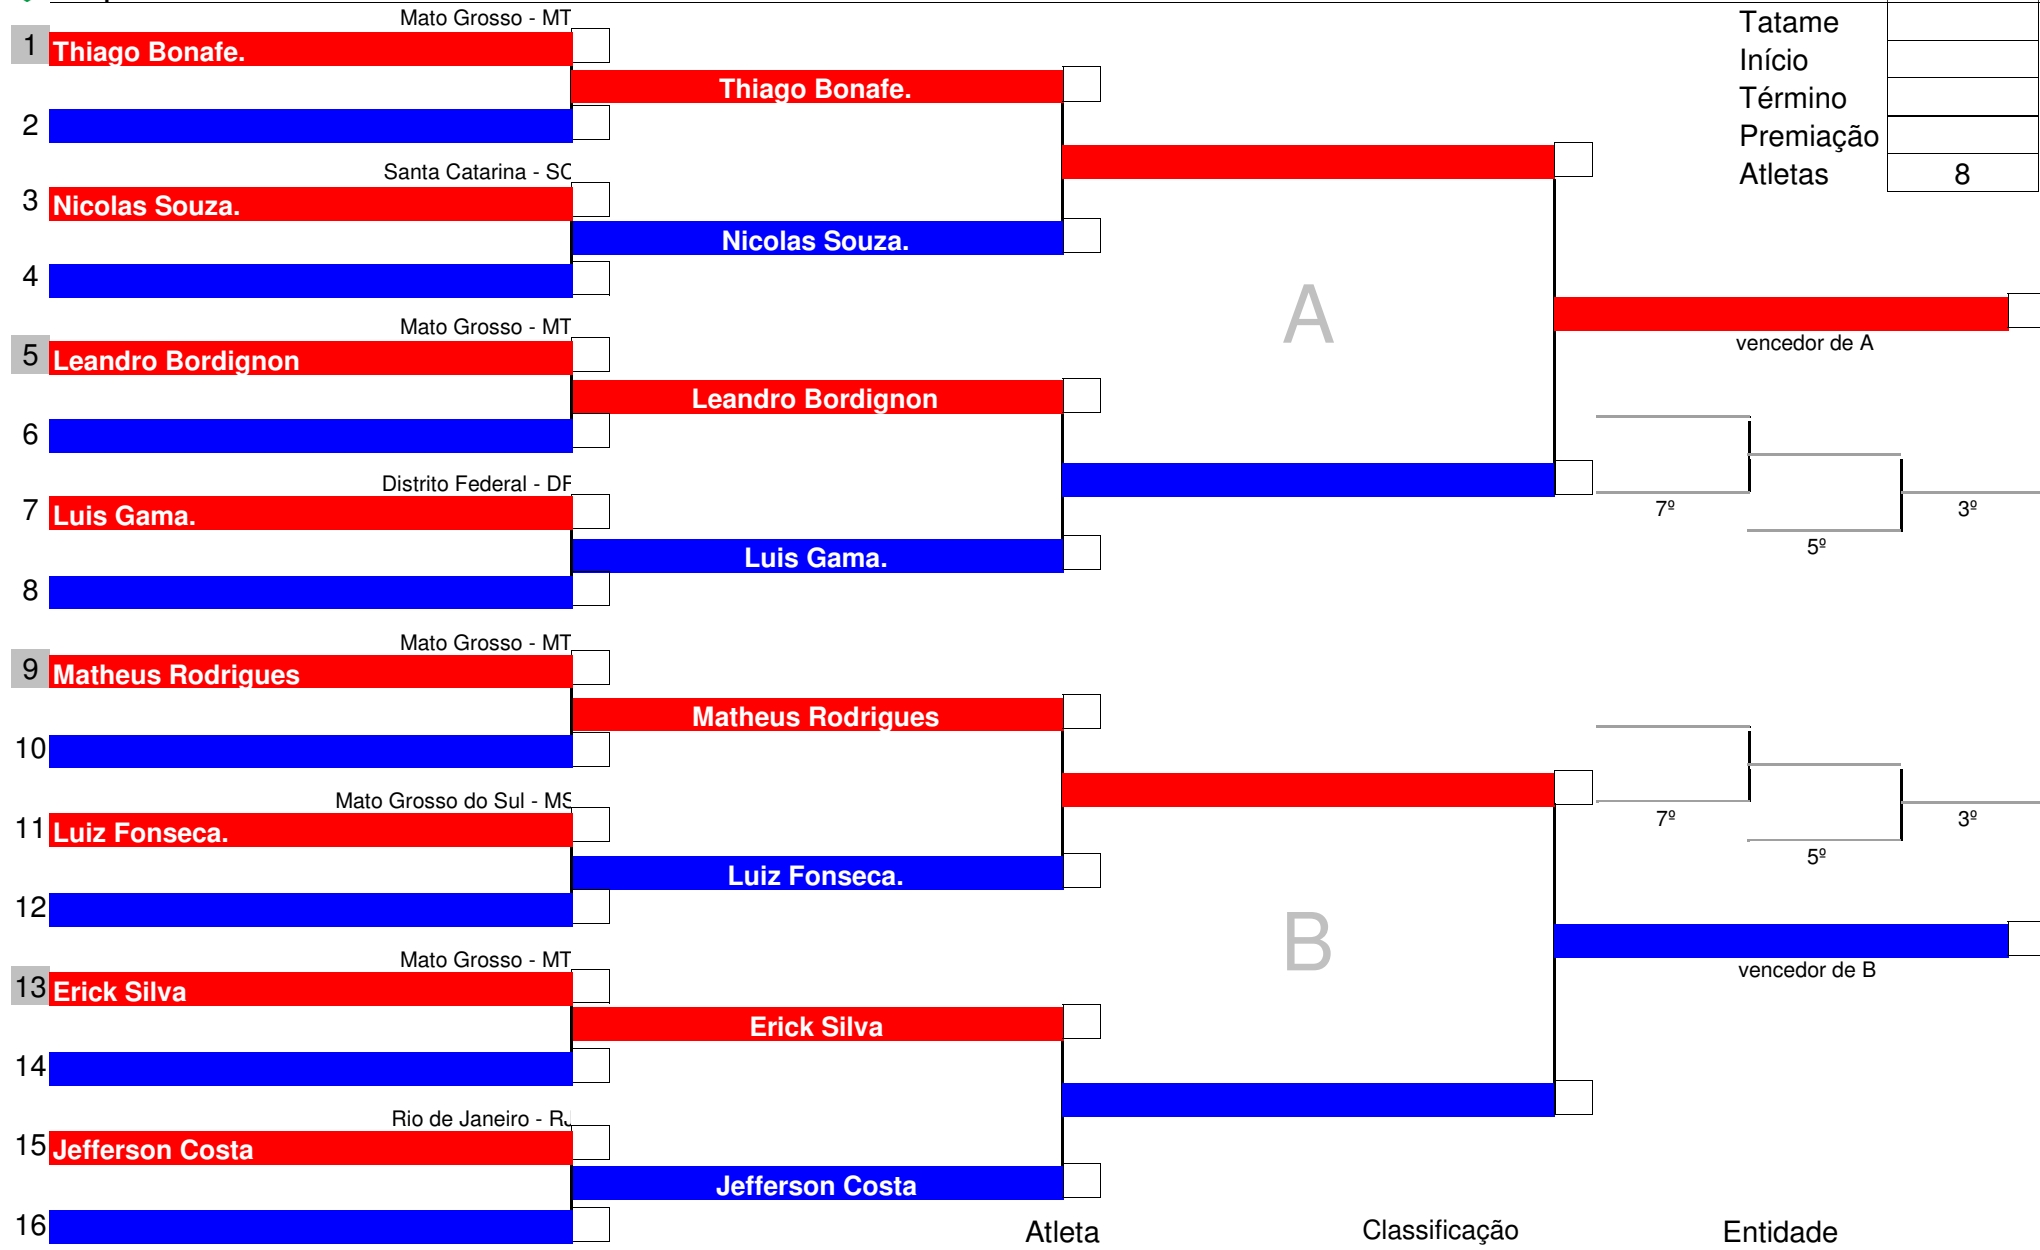 Mato Grosso - MT
1 Thiago Bonafe.
Thiago Bonafe.
2
Santa Catarina - SC
3 Nicolas Souza.
Nicolas Souza.
4
Mato Grosso - MT
5 Leandro Bordignon
Leandro Bordignon
6
Distrito Federal - DF
7 Luis Gama.
Luis Gama.
8
Mato Grosso - MT
9 Matheus Rodrigues
Matheus Rodrigues
10
Mato Grosso do Sul - MS
11 Luiz Fonseca.
Luiz Fonseca.
12
Mato Grosso - MT
13 Erick Silva
Erick Silva
14
Rio de Janeiro - RJ
15 Jefferson Costa
Jefferson Costa
16
A
B
Tatame
Início
Término
Premiação
Atletas 8
vencedor de A
7º
5º
3º
7º
5º
3º
vencedor de B
Atleta Classificação Entidade